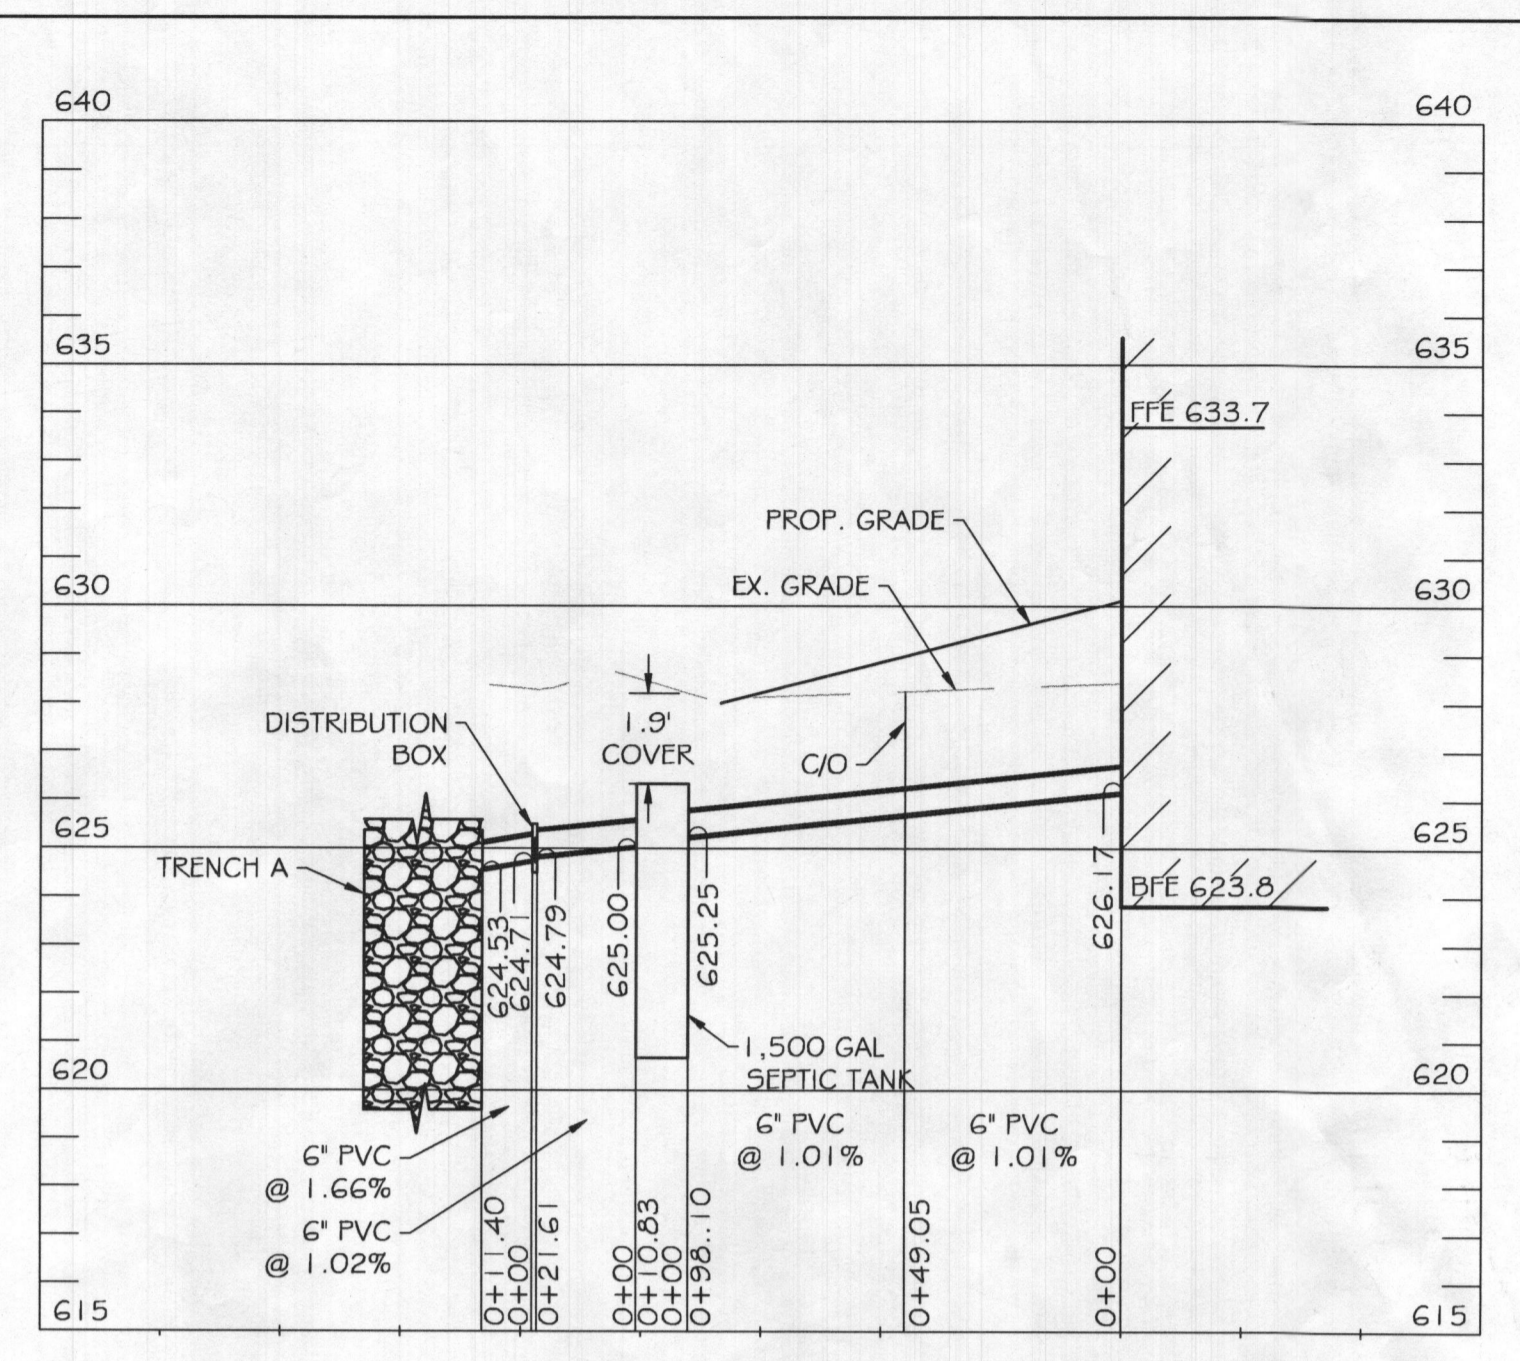 640
640
635
635
FFE 633.7
PROP. GRADE
EX. GRADE
630
630
DISTRIBUTION
BOX
1.9'
COVER
C/O
625
625
TRENCH A
BFE 623.8
624.53
624.71
624.79
625.00
625.25
626.17
1,500 GAL
SEPTIC TANK
620
620
6" PVC
@ 1.01%
6" PVC
@ 1.01%
6" PVC
@ 1.66%
6" PVC
@ 1.02%
0+11.40
0+00
0+21.61
0+00
0+10.83
0+00
0+98..10
0+49.05
0+00
615
615